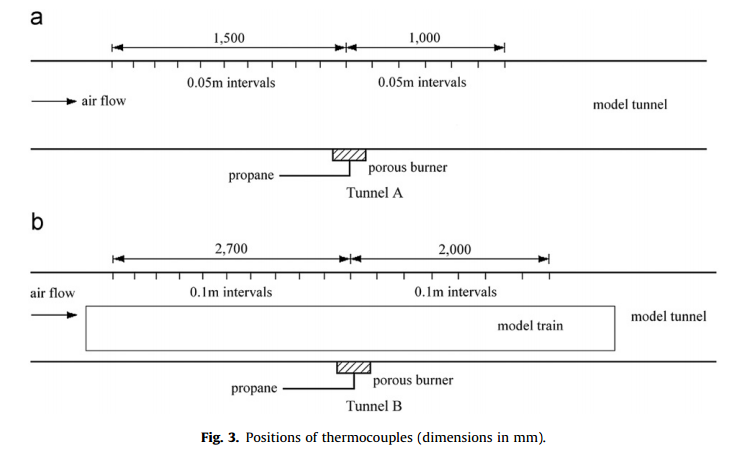 a
1,500
1,000
0.05m intervals
0.05m intervals
air flow
model tunnel
propane
porous burner
Tunnel A
b
2,700
2,000
air flow
0.1m intervals
0.1m intervals
model train
model tunnel
propane
porous burner
Tunnel B
Fig. 3. Positions of thermocouples (dimensions in mm).